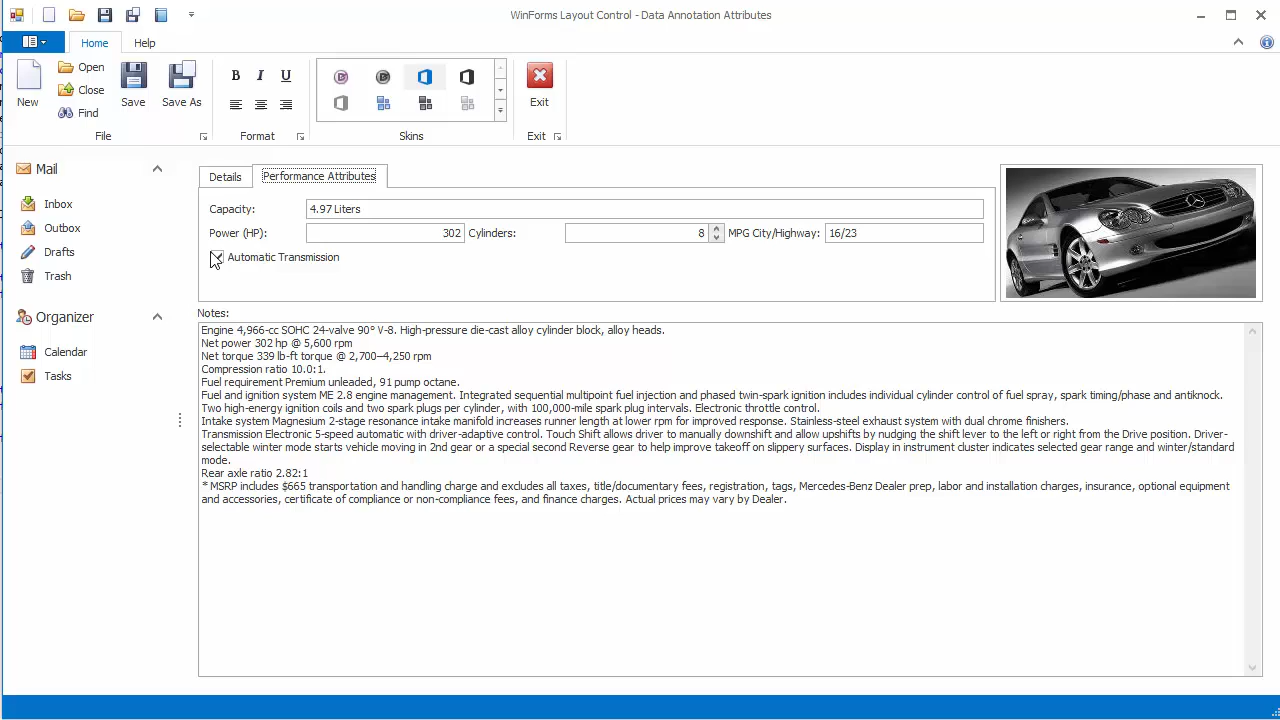 WinForms Layout Control - Data Annotation Attributes
Home
Help
New
Open
Close
Find
Save
Save As
B I U
Exit
File
Format
Skins
Exit
Mail
Inbox
Outbox
Drafts
Trash
Organizer
Calendar
Tasks
Details
Performance Attributes
Capacity: 4.97 Liters
Power (HP): 302 Cylinders: 8 MPG City/Highway: 16/23
Automatic Transmission
Notes:
Engine 4,966-cc SOHC 24-valve 90° V-8. High-pressure die-cast alloy cylinder block, alloy heads.
Net power 302 hp @ 5,600 rpm
Net torque 339 lb-ft torque @ 2,700–4,250 rpm
Compression ratio 10.0:1.
Fuel requirement Premium unleaded, 91 pump octane.
Fuel and ignition system ME 2.8 engine management. Integrated sequential multipoint fuel injection and phased twin-spark ignition includes individual cylinder control of fuel spray, spark timing/phase and antiknock.
Two high-energy ignition coils and two spark plugs per cylinder, with 100,000-mile spark plug intervals. Electronic throttle control.
Intake system Magnesium 2-stage resonance intake manifold increases runner length at lower rpm for improved response. Stainless-steel exhaust system with dual chrome finishers.
Transmission Electronic 5-speed automatic with driver-adaptive control. Touch Shift allows driver to manually downshift and allow upshifts by nudging the shift lever to the left or right from the Drive position. Driver-
selectable winter mode starts vehicle moving in 2nd gear or a special second Reverse gear to help improve takeoff on slippery surfaces. Display in instrument cluster indicates selected gear range and winter/standard
mode.
Rear axle ratio 2.82:1
* MSRP includes $665 transportation and handling charge and excludes all taxes, title/documentary fees, registration, tags, Mercedes-Benz Dealer prep, labor and installation charges, insurance, optional equipment
and accessories, certificate of compliance or non-compliance fees, and finance charges. Actual prices may vary by Dealer.